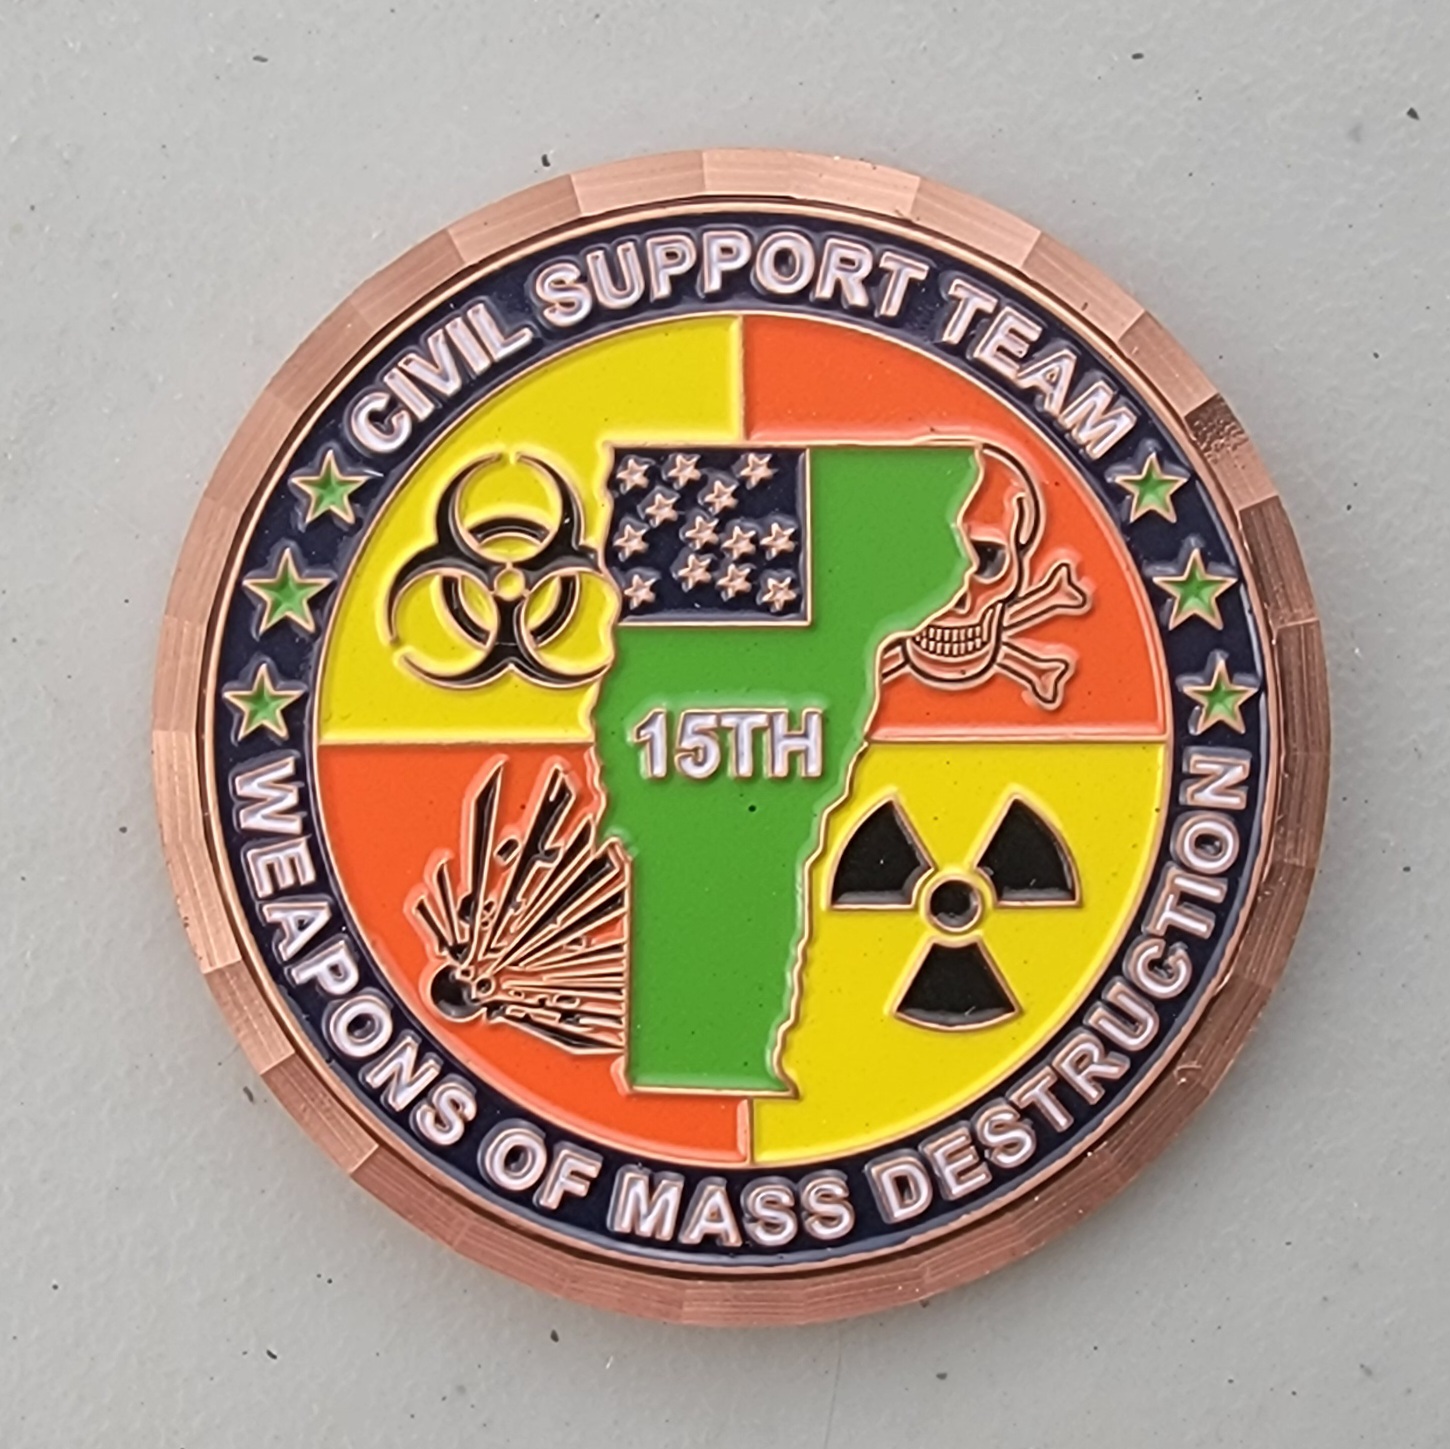 CIVIL SUPPORT TEAM
15TH
WEAPONS OF MASS DESTRUCTION